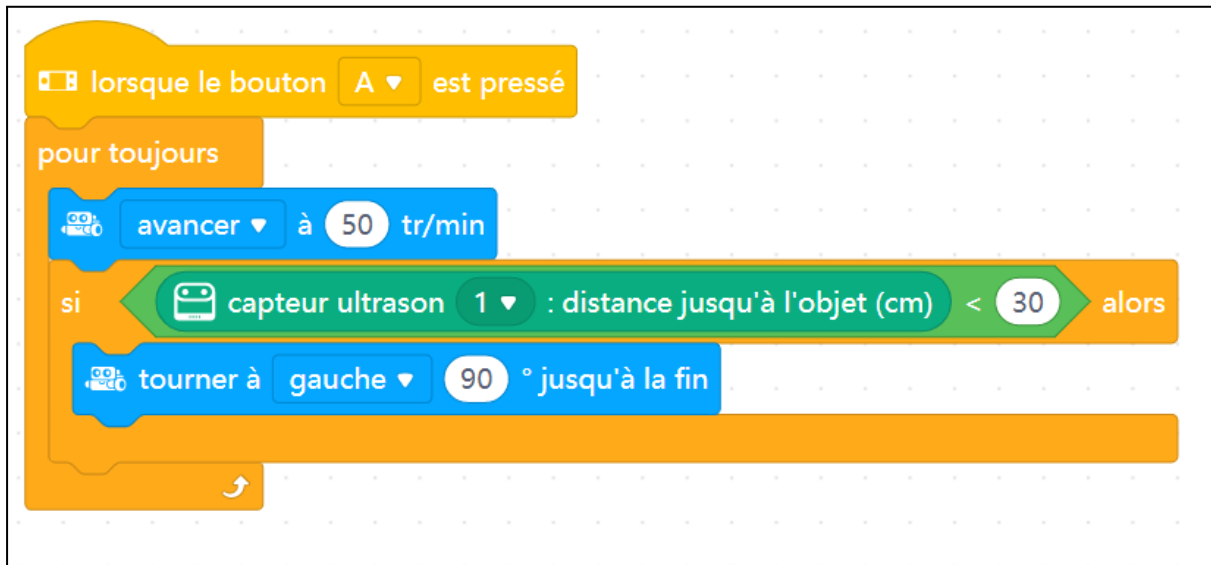 lorsque le bouton A est pressé
pour toujours
avancer à 50 tr/min
si capteur ultrason 1 : distance jusqu'à l'objet (cm) < 30 alors
tourner à gauche 90 ° jusqu'à la fin